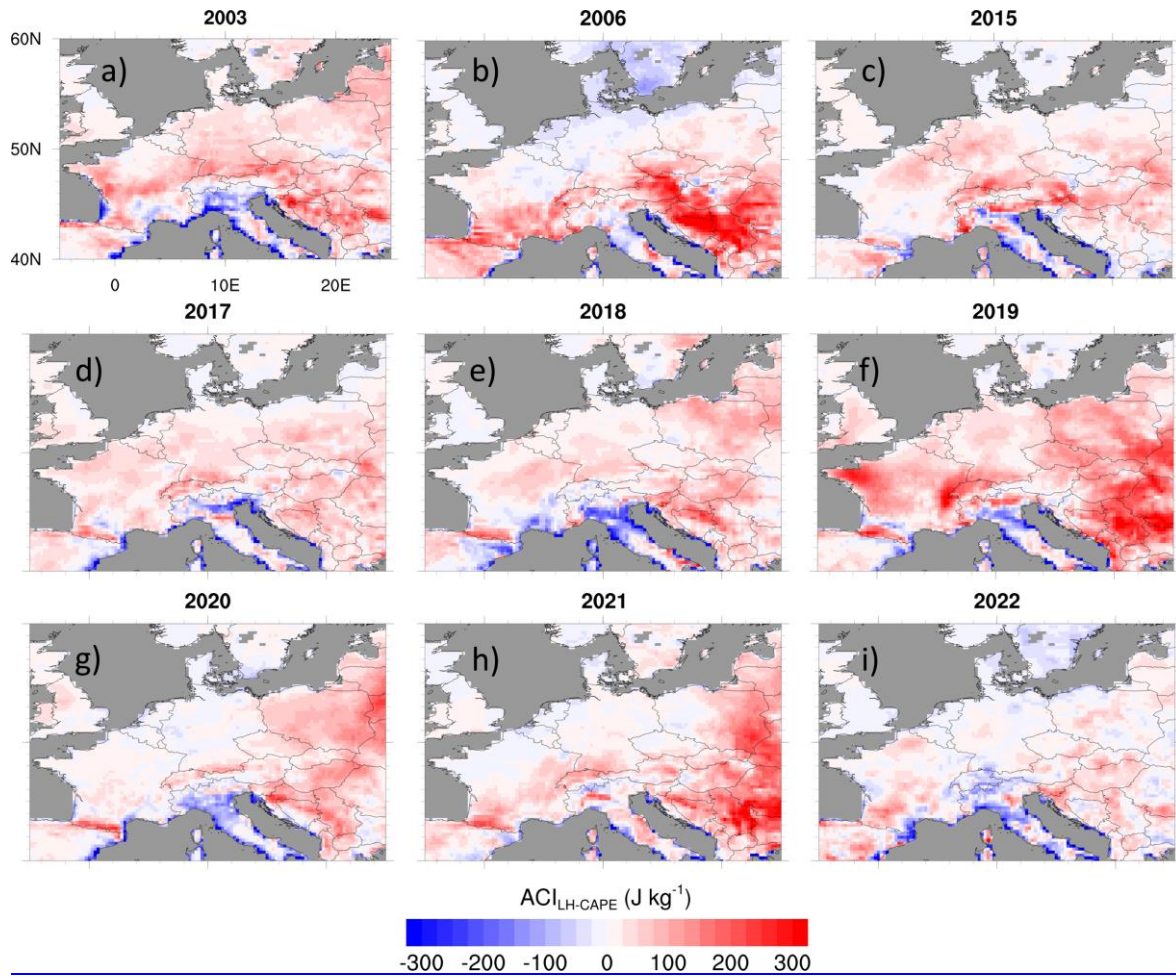 2003 2006 2015
60N
a) b) c)
50N
40N
0 10E 20E
2017 2018 2019
d) e) f)
2020 2021 2022
g) h) i)
ACI_LH-CAPE (J kg⁻¹)
-300 -200 -100 0 100 200 300